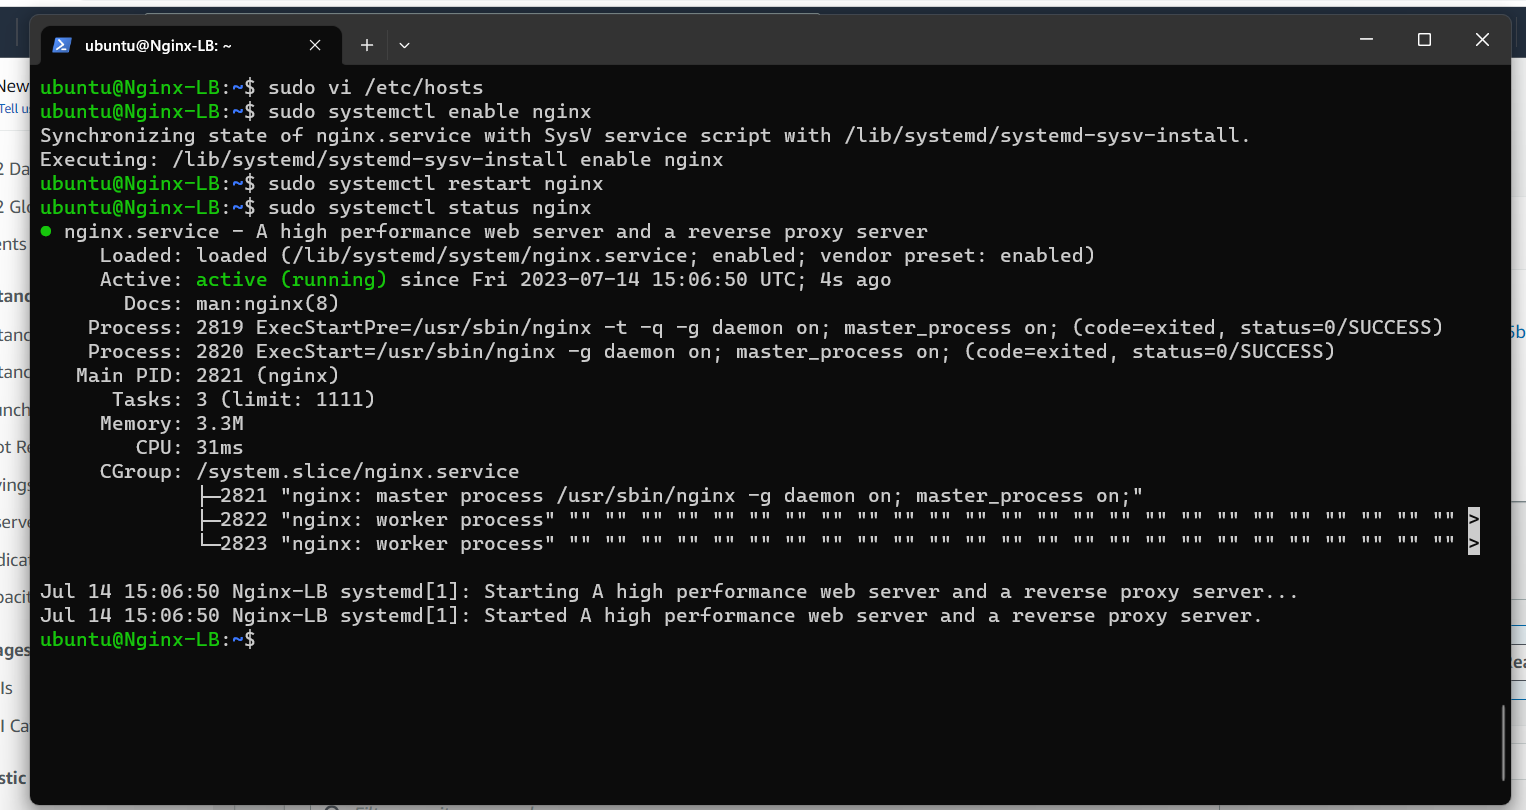 ubuntu@Nginx-LB: ~
New
Tell us
ubuntu@Nginx-LB:~$ sudo vi /etc/hosts
ubuntu@Nginx-LB:~$ sudo systemctl enable nginx
Synchronizing state of nginx.service with SysV service script with /lib/systemd/systemd-sysv-install.
Executing: /lib/systemd/systemd-sysv-install enable nginx
ubuntu@Nginx-LB:~$ sudo systemctl restart nginx
ubuntu@Nginx-LB:~$ sudo systemctl status nginx
● nginx.service - A high performance web server and a reverse proxy server
Loaded: loaded (/lib/systemd/system/nginx.service; enabled; vendor preset: enabled)
Active: active (running) since Fri 2023-07-14 15:06:50 UTC; 4s ago
Docs: man:nginx(8)
Process: 2819 ExecStartPre=/usr/sbin/nginx -t -q -g daemon on; master_process on; (code=exited, status=0/SUCCESS)
Process: 2820 ExecStart=/usr/sbin/nginx -g daemon on; master_process on; (code=exited, status=0/SUCCESS)
Main PID: 2821 (nginx)
Tasks: 3 (limit: 1111)
Memory: 3.3M
CPU: 31ms
CGroup: /system.slice/nginx.service
├─2821 "nginx: master process /usr/sbin/nginx -g daemon on; master_process on;"
├─2822 "nginx: worker process" "" "" "" "" "" "" "" "" "" "" "" "" "" "" "" "" "" "" "" "" "" "" "" "" "" >
└─2823 "nginx: worker process" "" "" "" "" "" "" "" "" "" "" "" "" "" "" "" "" "" "" "" "" "" "" "" "" "" >
Jul 14 15:06:50 Nginx-LB systemd[1]: Starting A high performance web server and a reverse proxy server...
Jul 14 15:06:50 Nginx-LB systemd[1]: Started A high performance web server and a reverse proxy server.
ubuntu@Nginx-LB:~$